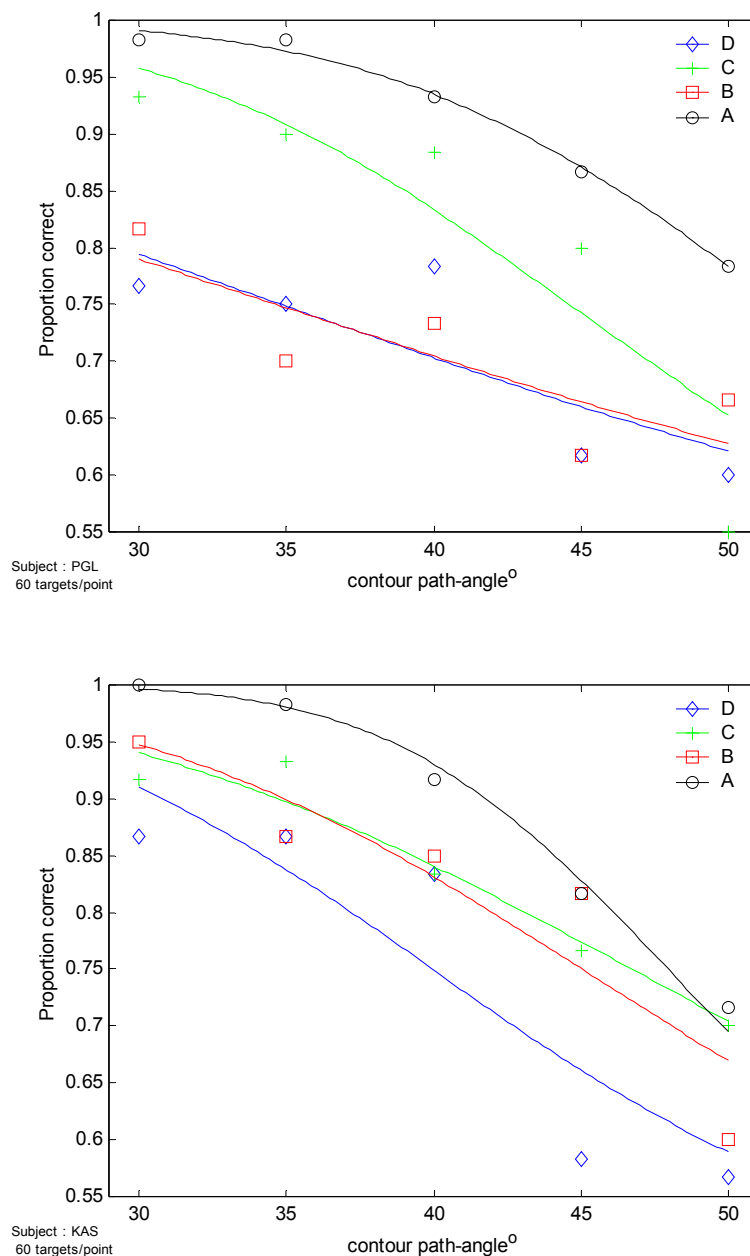 1
0.95
0.9
0.85
0.8
0.75
0.7
0.65
0.6
0.55
Proportion correct
D
C
B
A
30 35 40 45 50
contour path-angle⁰
Subject : PGL
60 targets/point
1
0.95
0.9
0.85
0.8
0.75
0.7
0.65
0.6
0.55
Proportion correct
D
C
B
A
30 35 40 45 50
contour path-angle⁰
Subject : KAS
60 targets/point